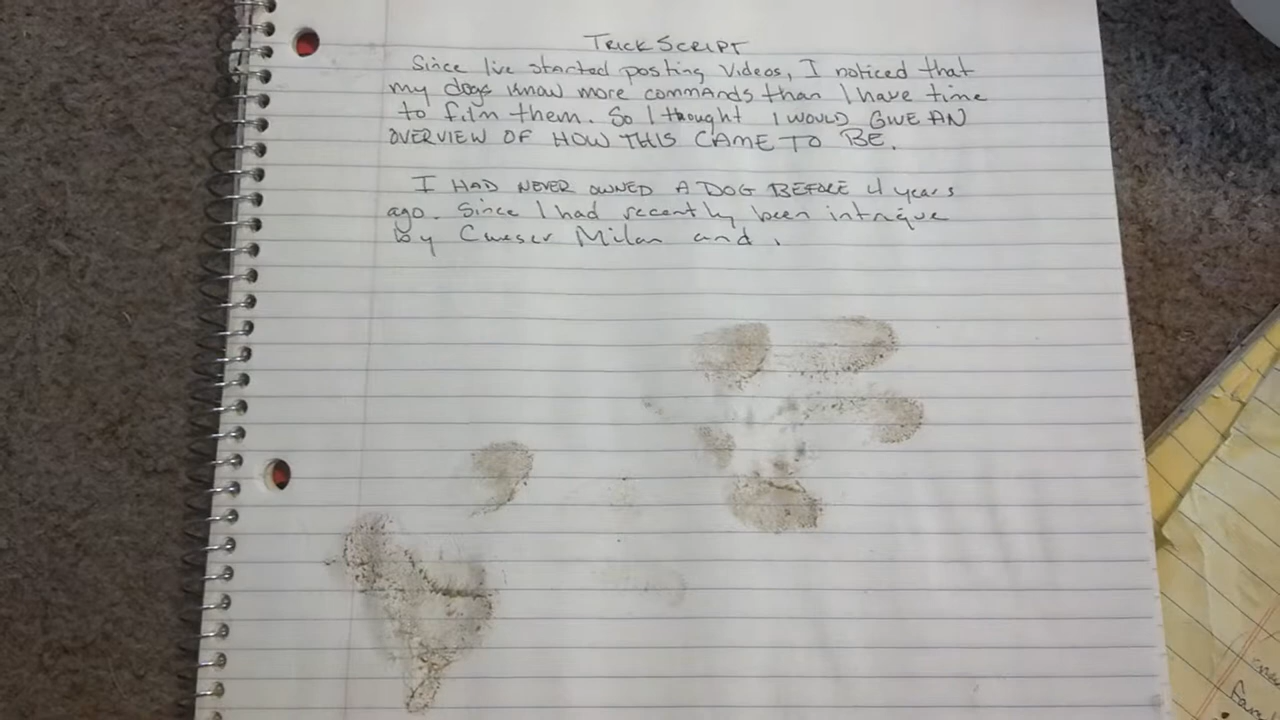 TRICK SCRIPT
Since I've started posting Videos, I noticed that
my dogs know more commands than I have time
to film them. So I thought I WOULD GIVE AN
OVERVIEW OF HOW THIS CAME TO BE.
I HAD NEVER OWNED A DOG BEFORE 4 years
ago. Since I had recently been intrique
by Ceaser Milan and